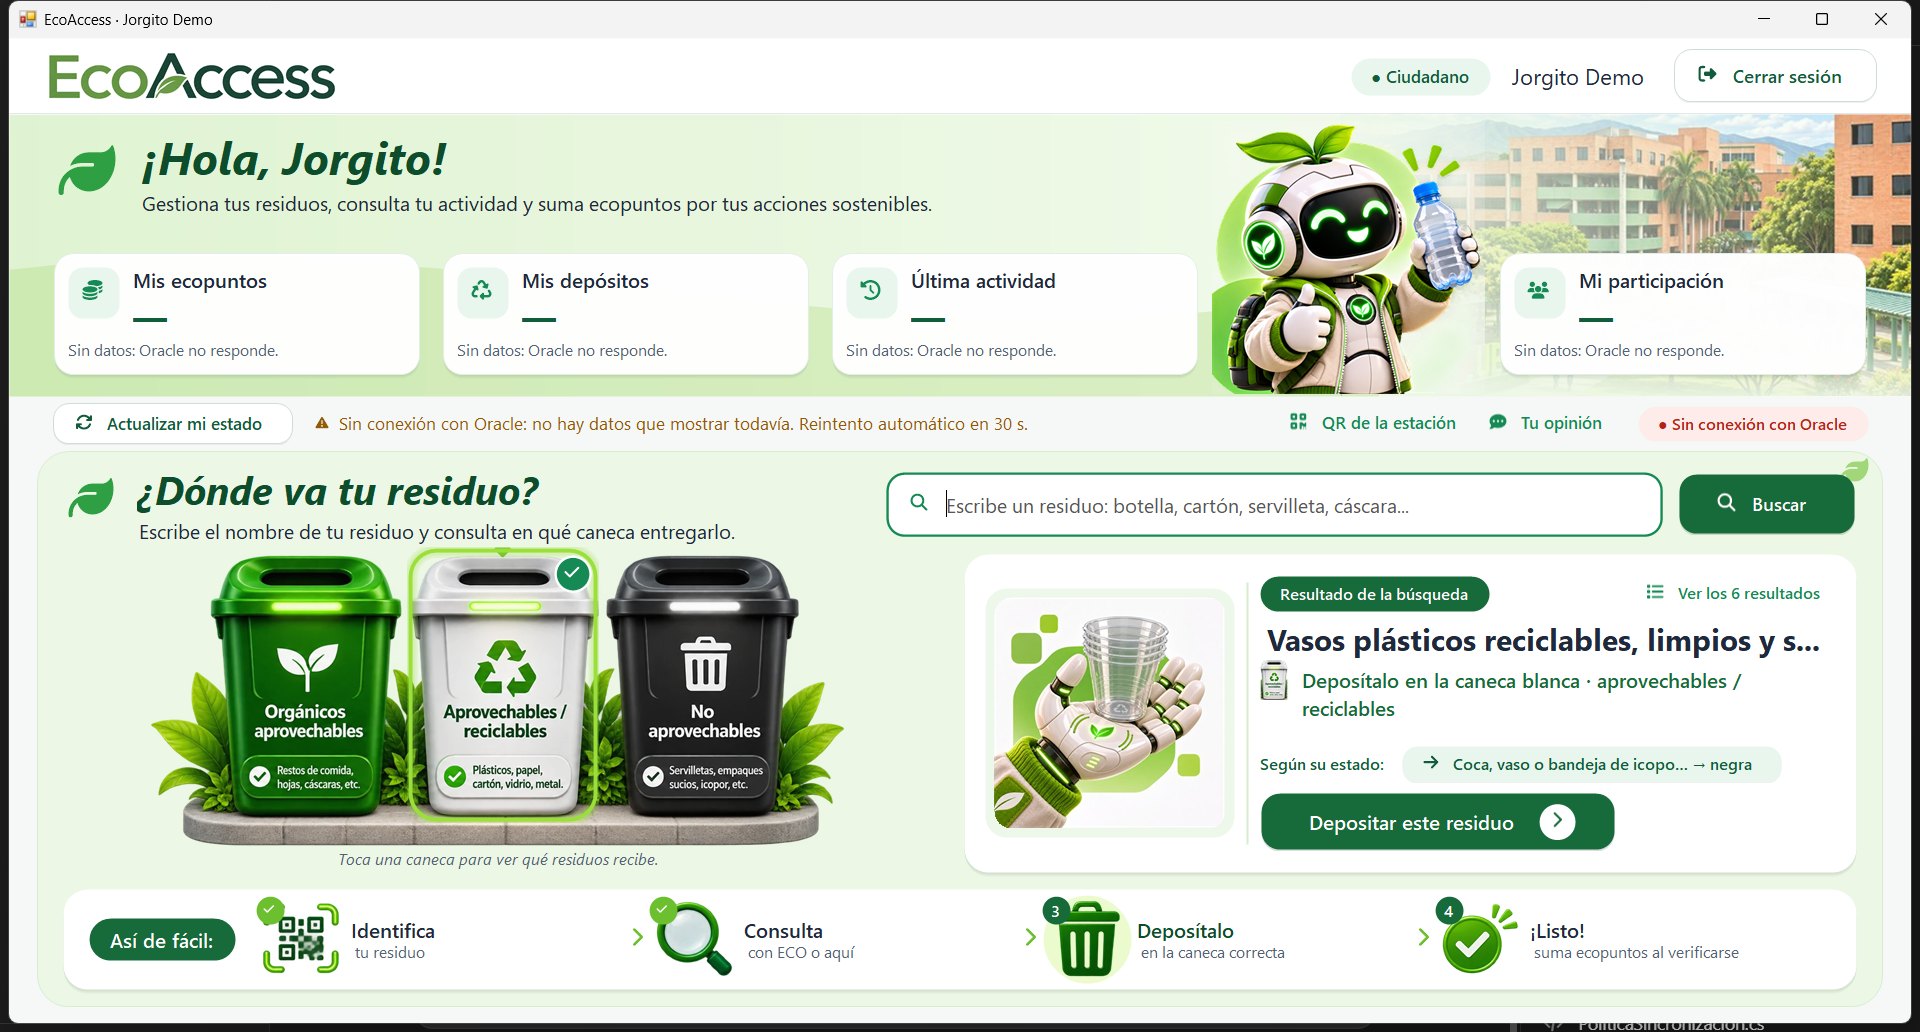 EcoAccess · Jorgito Demo
EcoAccess
● Ciudadano
Jorgito Demo
Cerrar sesión
¡Hola, Jorgito!
Gestiona tus residuos, consulta tu actividad y suma ecopuntos por tus acciones sostenibles.
Mis ecopuntos
Sin datos: Oracle no responde.
Mis depósitos
Sin datos: Oracle no responde.
Última actividad
Sin datos: Oracle no responde.
Mi participación
Sin datos: Oracle no responde.
Actualizar mi estado
Sin conexión con Oracle: no hay datos que mostrar todavía. Reintento automático en 30 s.
QR de la estación
Tu opinión
● Sin conexión con Oracle
¿Dónde va tu residuo?
Escribe el nombre de tu residuo y consulta en qué caneca entregarlo.
Escribe un residuo: botella, cartón, servilleta, cáscara...
Buscar
Orgánicos
aprovechables
Restos de comida,
hojas, cáscaras, etc.
Aprovechables /
reciclables
Plásticos, papel,
cartón, vidrio, metal.
No
aprovechables
Servilletas, empaques
sucios, icopor, etc.
Toca una caneca para ver qué residuos recibe.
Resultado de la búsqueda
Ver los 6 resultados
Vasos plásticos reciclables, limpios y s...
Deposítalo en la caneca blanca · aprovechables /
reciclables
Según su estado:
→ Coca, vaso o bandeja de icopo... → negra
Depositar este residuo
Así de fácil:
Identifica
tu residuo
Consulta
con ECO o aquí
3
Deposítalo
en la caneca correcta
4
¡Listo!
suma ecopuntos al verificarse
PoliticaSincronizacion.cs